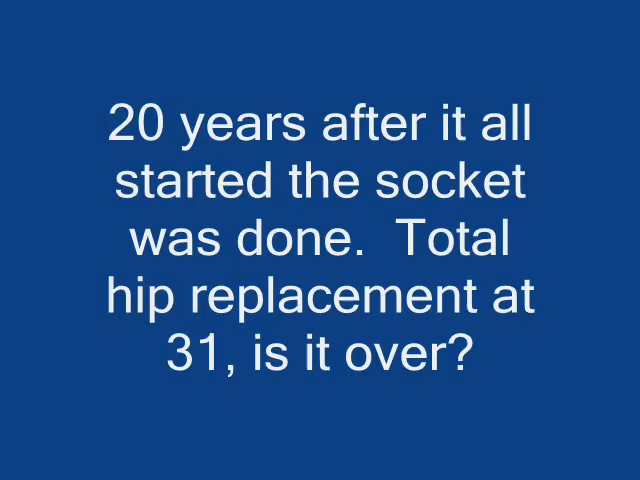 20 years after it all
started the socket
was done.  Total
hip replacement at
31, is it over?